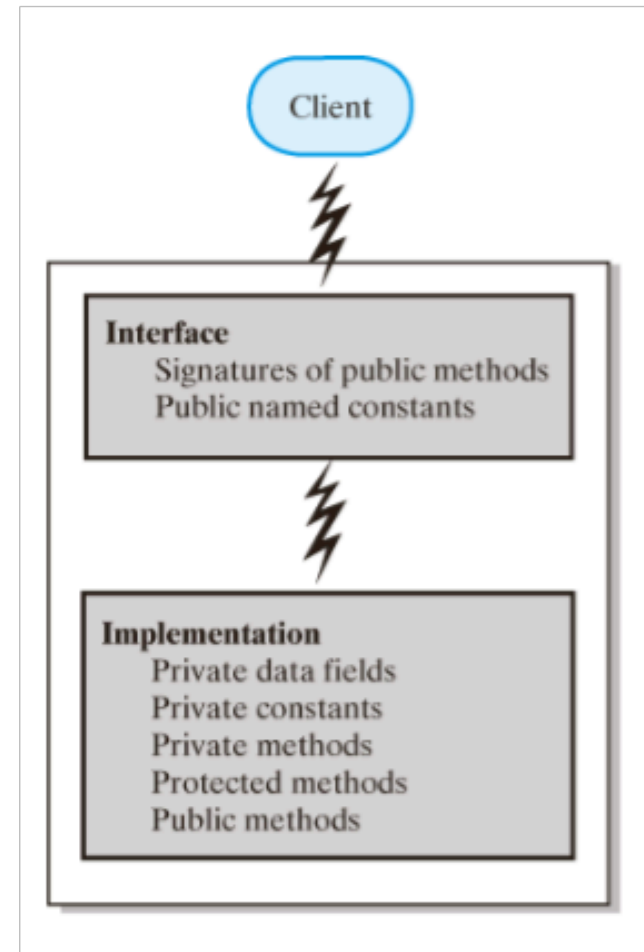 Client
Interface
Signatures of public methods
Public named constants
Implementation
Private data fields
Private constants
Private methods
Protected methods
Public methods